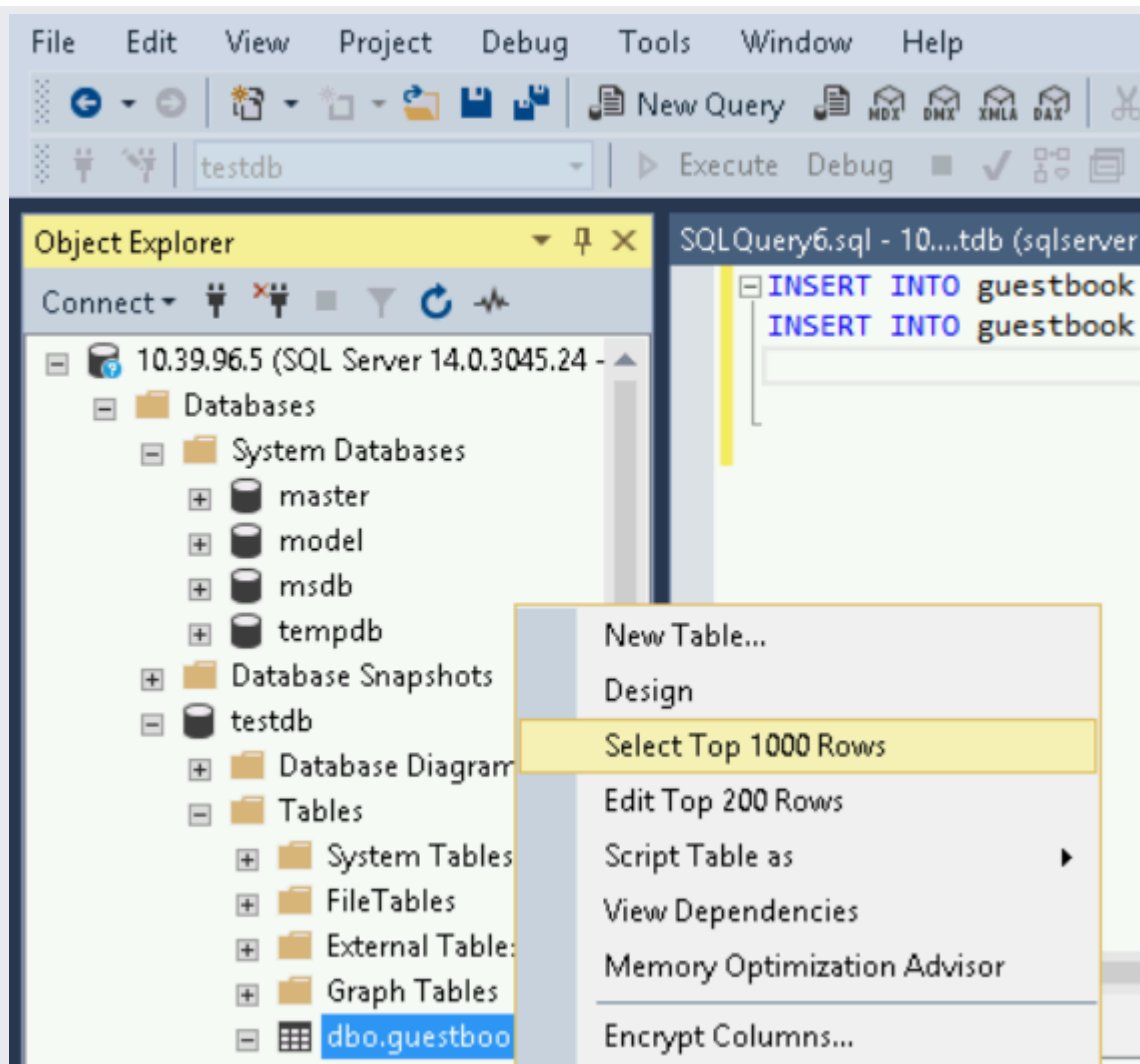 File Edit View Project Debug Tools Window Help
New Query MDX DMX XMLA DAX
testdb Execute Debug
Object Explorer
SQLQuery6.sql - 10....tdb (sqlserver
Connect
INSERT INTO guestbook
INSERT INTO guestbook
10.39.96.5 (SQL Server 14.0.3045.24 -
Databases
System Databases
master
model
msdb
tempdb
Database Snapshots
testdb
Database Diagram
Tables
System Tables
FileTables
External Table
Graph Tables
dbo.guestboo
New Table...
Design
Select Top 1000 Rows
Edit Top 200 Rows
Script Table as
View Dependencies
Memory Optimization Advisor
Encrypt Columns...